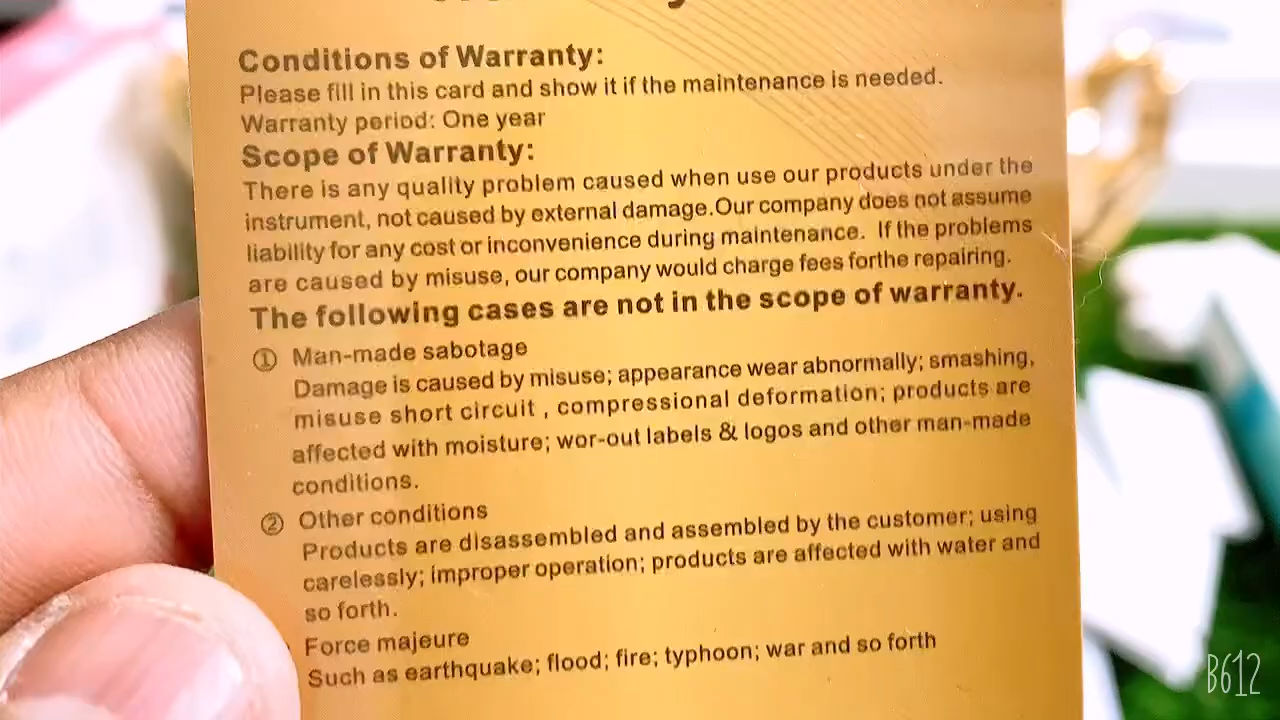 Conditions of Warranty:
Please fill in this card and show it if the maintenance is needed.
Warranty period: One year
Scope of Warranty:
There is any quality problem caused when use our products under the
instrument, not caused by external damage.Our company does not assume
liability for any cost or inconvenience during maintenance. If the problems
are caused by misuse, our company would charge fees forthe repairing.
The following cases are not in the scope of warranty.
① Man-made sabotage
Damage is caused by misuse; appearance wear abnormally; smashing,
misuse short circuit , compressional deformation; products are
affected with moisture; wor-out labels & logos and other man-made
conditions.
② Other conditions
Products are disassembled and assembled by the customer; using
carelessly; improper operation; products are affected with water and
so forth.
Force majeure
Such as earthquake; flood; fire; typhoon; war and so forth
B612